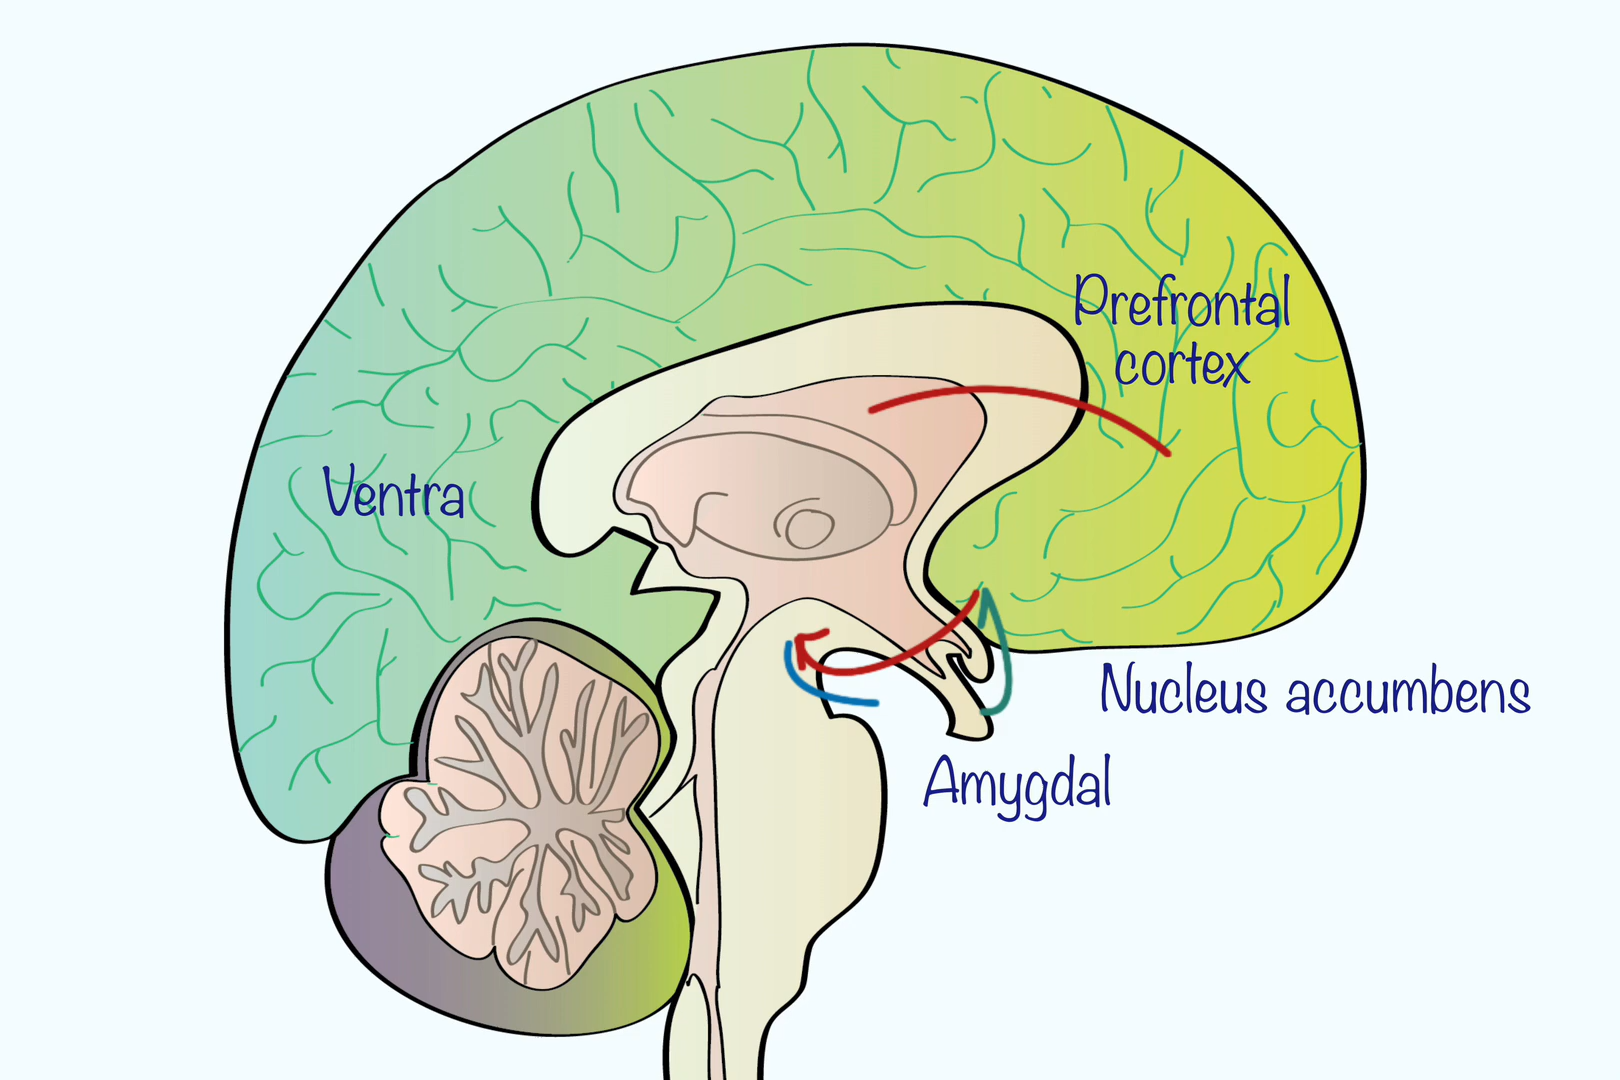 Prefrontal
cortex
Ventra
Nucleus accumbens
Amygdal